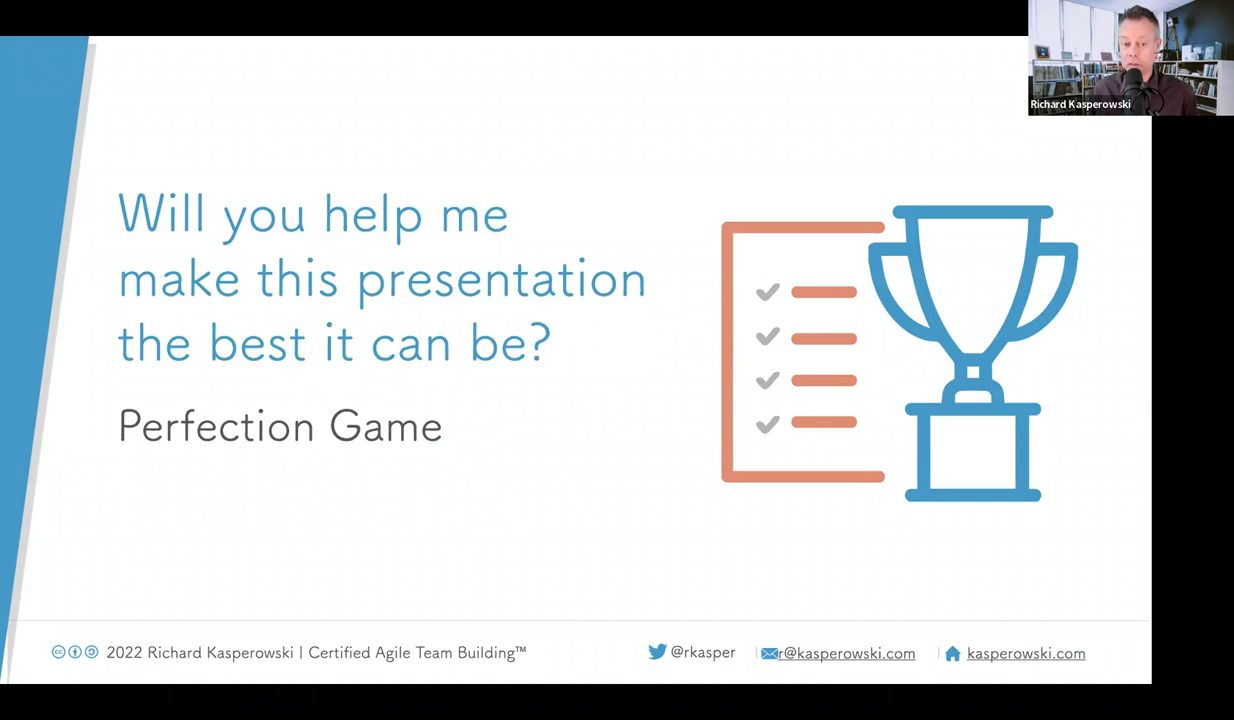 Richard Kasperowski
Will you help me
make this presentation
the best it can be?
Perfection Game
2022 Richard Kasperowski | Certified Agile Team Building™
@rkasper | r@kasperowski.com | kasperowski.com